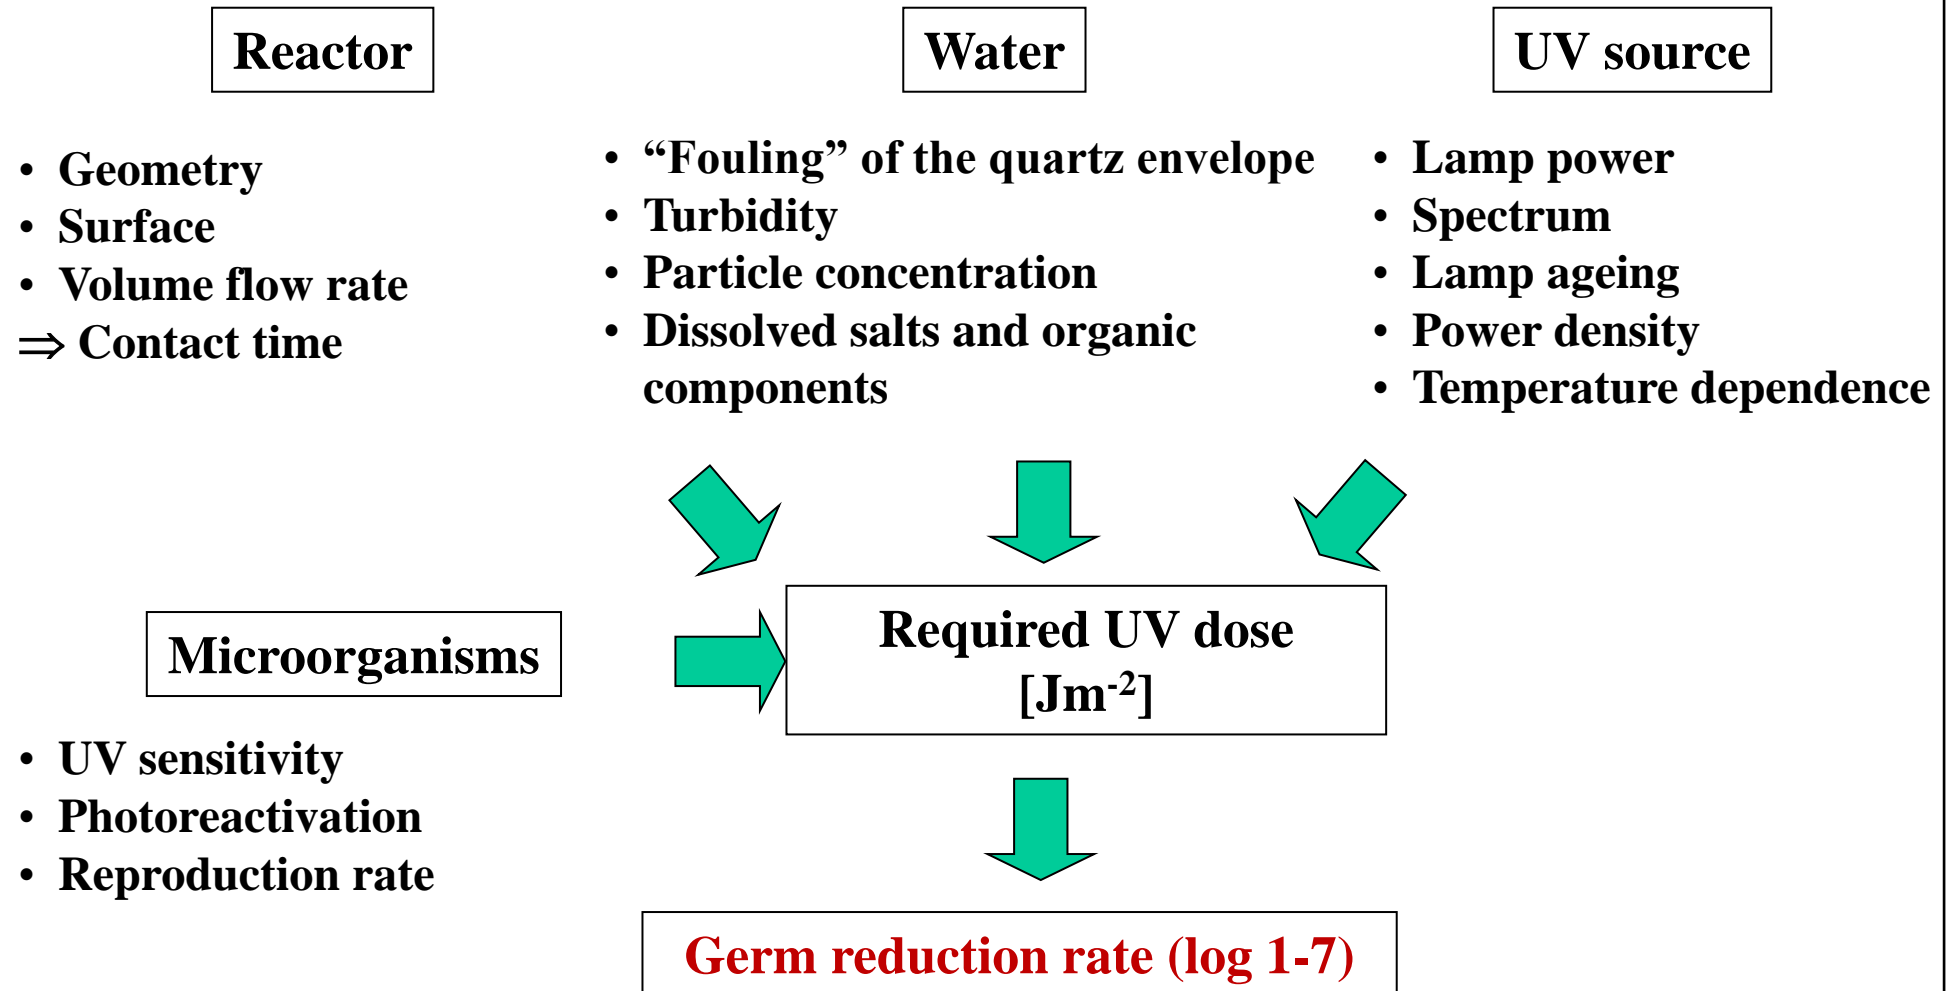 Reactor
• Geometry
• Surface
• Volume flow rate
⇒ Contact time
Water
• “Fouling” of the quartz envelope
• Turbidity
• Particle concentration
• Dissolved salts and organic
components
UV source
• Lamp power
• Spectrum
• Lamp ageing
• Power density
• Temperature dependence
Microorganisms
• UV sensitivity
• Photoreactivation
• Reproduction rate
Required UV dose
[Jm⁻²]
Germ reduction rate (log 1-7)